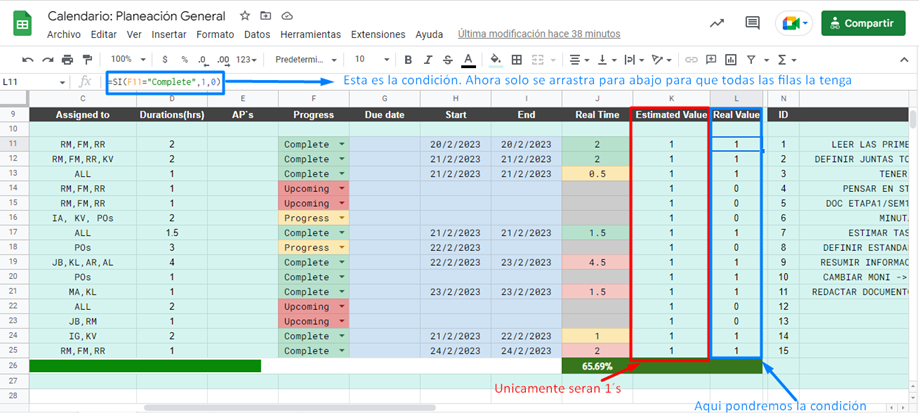 Calendario: Planeación General
Archivo Editar Ver Insertar Formato Datos Herramientas Extensiones Ayuda Última modificación hace 38 minutos
Compartir
100% $ % .0 .00 123 Predetermi... 10 B I S A
L11 fx =SI(F11="Complete",1,0) Esta es la condición. Ahora solo se arrastra para abajo para que todas las filas la tenga
C D E F G H I J K L N
9 Assigned to Durations(hrs) AP`s Progress Due date Start End Real Time Estimated Value Real Value ID
10
11 RM,FM,RR 2 Complete 20/2/2023 20/2/2023 2 1 1 1 LEER LAS PRIME
12 RM,FM,RR,KV 2 Complete 21/2/2023 21/2/2023 2 1 1 2 DEFINIR JUNTAS TO
13 ALL 1 Complete 21/2/2023 21/2/2023 0.5 1 1 3 TENER
14 RM,FM,RR 1 Upcoming 1 0 4 PENSAR EN ST
15 RM,FM,RR 1 Upcoming 1 0 5 DOC ETAPA1/SEM1
16 IA, KV, POs 2 Progress 1 0 6 MINUT
17 ALL 1.5 Complete 21/2/2023 21/2/2023 1.5 1 1 7 ESTIMAR TAS
18 POs 3 Progress 22/2/2023 1 0 8 DEFINIR ESTANDA
19 JB,KL,AR,AL 4 Complete 22/2/2023 23/2/2023 4.5 1 1 9 RESUMIR INFORMAC
20 POs 1 Complete 1 1 10 CAMBIAR MONI ->
21 MA,KL 1 Complete 23/2/2023 23/2/2023 1.5 1 1 11 REDACTAR DOCUMENT
22 ALL 2 Upcoming 1 0 12
23 JB,RM 1 Upcoming 1 0 13
24 IG,KV 2 Complete 21/2/2023 22/2/2023 1 1 1 14
25 RM,FM,RR 1 Complete 24/2/2023 24/2/2023 2 1 1 15
26 65.69%
27
Unicamente seran 1´s
28
Aqui pondremos la condición